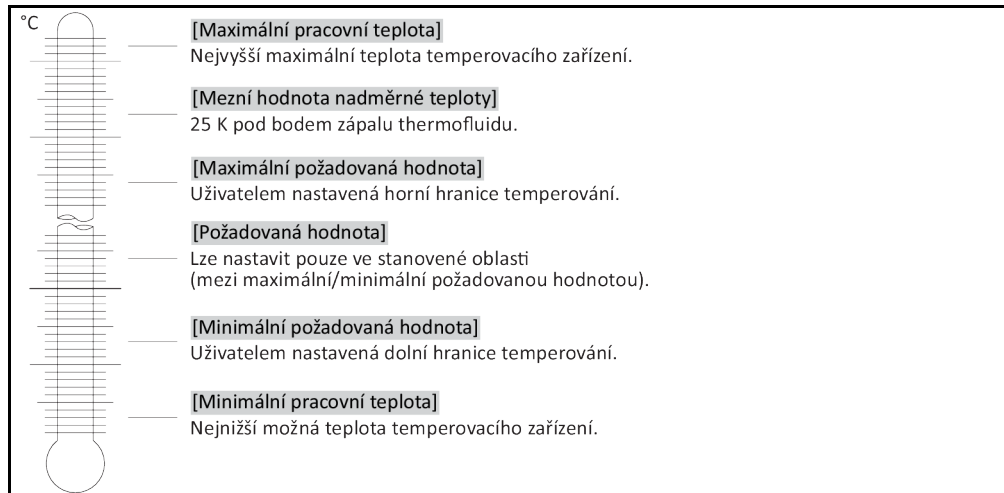 °C
[Maximální pracovní teplota]
Nejvyšší maximální teplota temperovacího zařízení.
[Mezní hodnota nadměrné teploty]
25 K pod bodem zápalu thermofluidu.
[Maximální požadovaná hodnota]
Uživatelem nastavená horní hranice temperování.
[Požadovaná hodnota]
Lze nastavit pouze ve stanovené oblasti
(mezi maximální/minimální požadovanou hodnotou).
[Minimální požadovaná hodnota]
Uživatelem nastavená dolní hranice temperování.
[Minimální pracovní teplota]
Nejnižší možná teplota temperovacího zařízení.